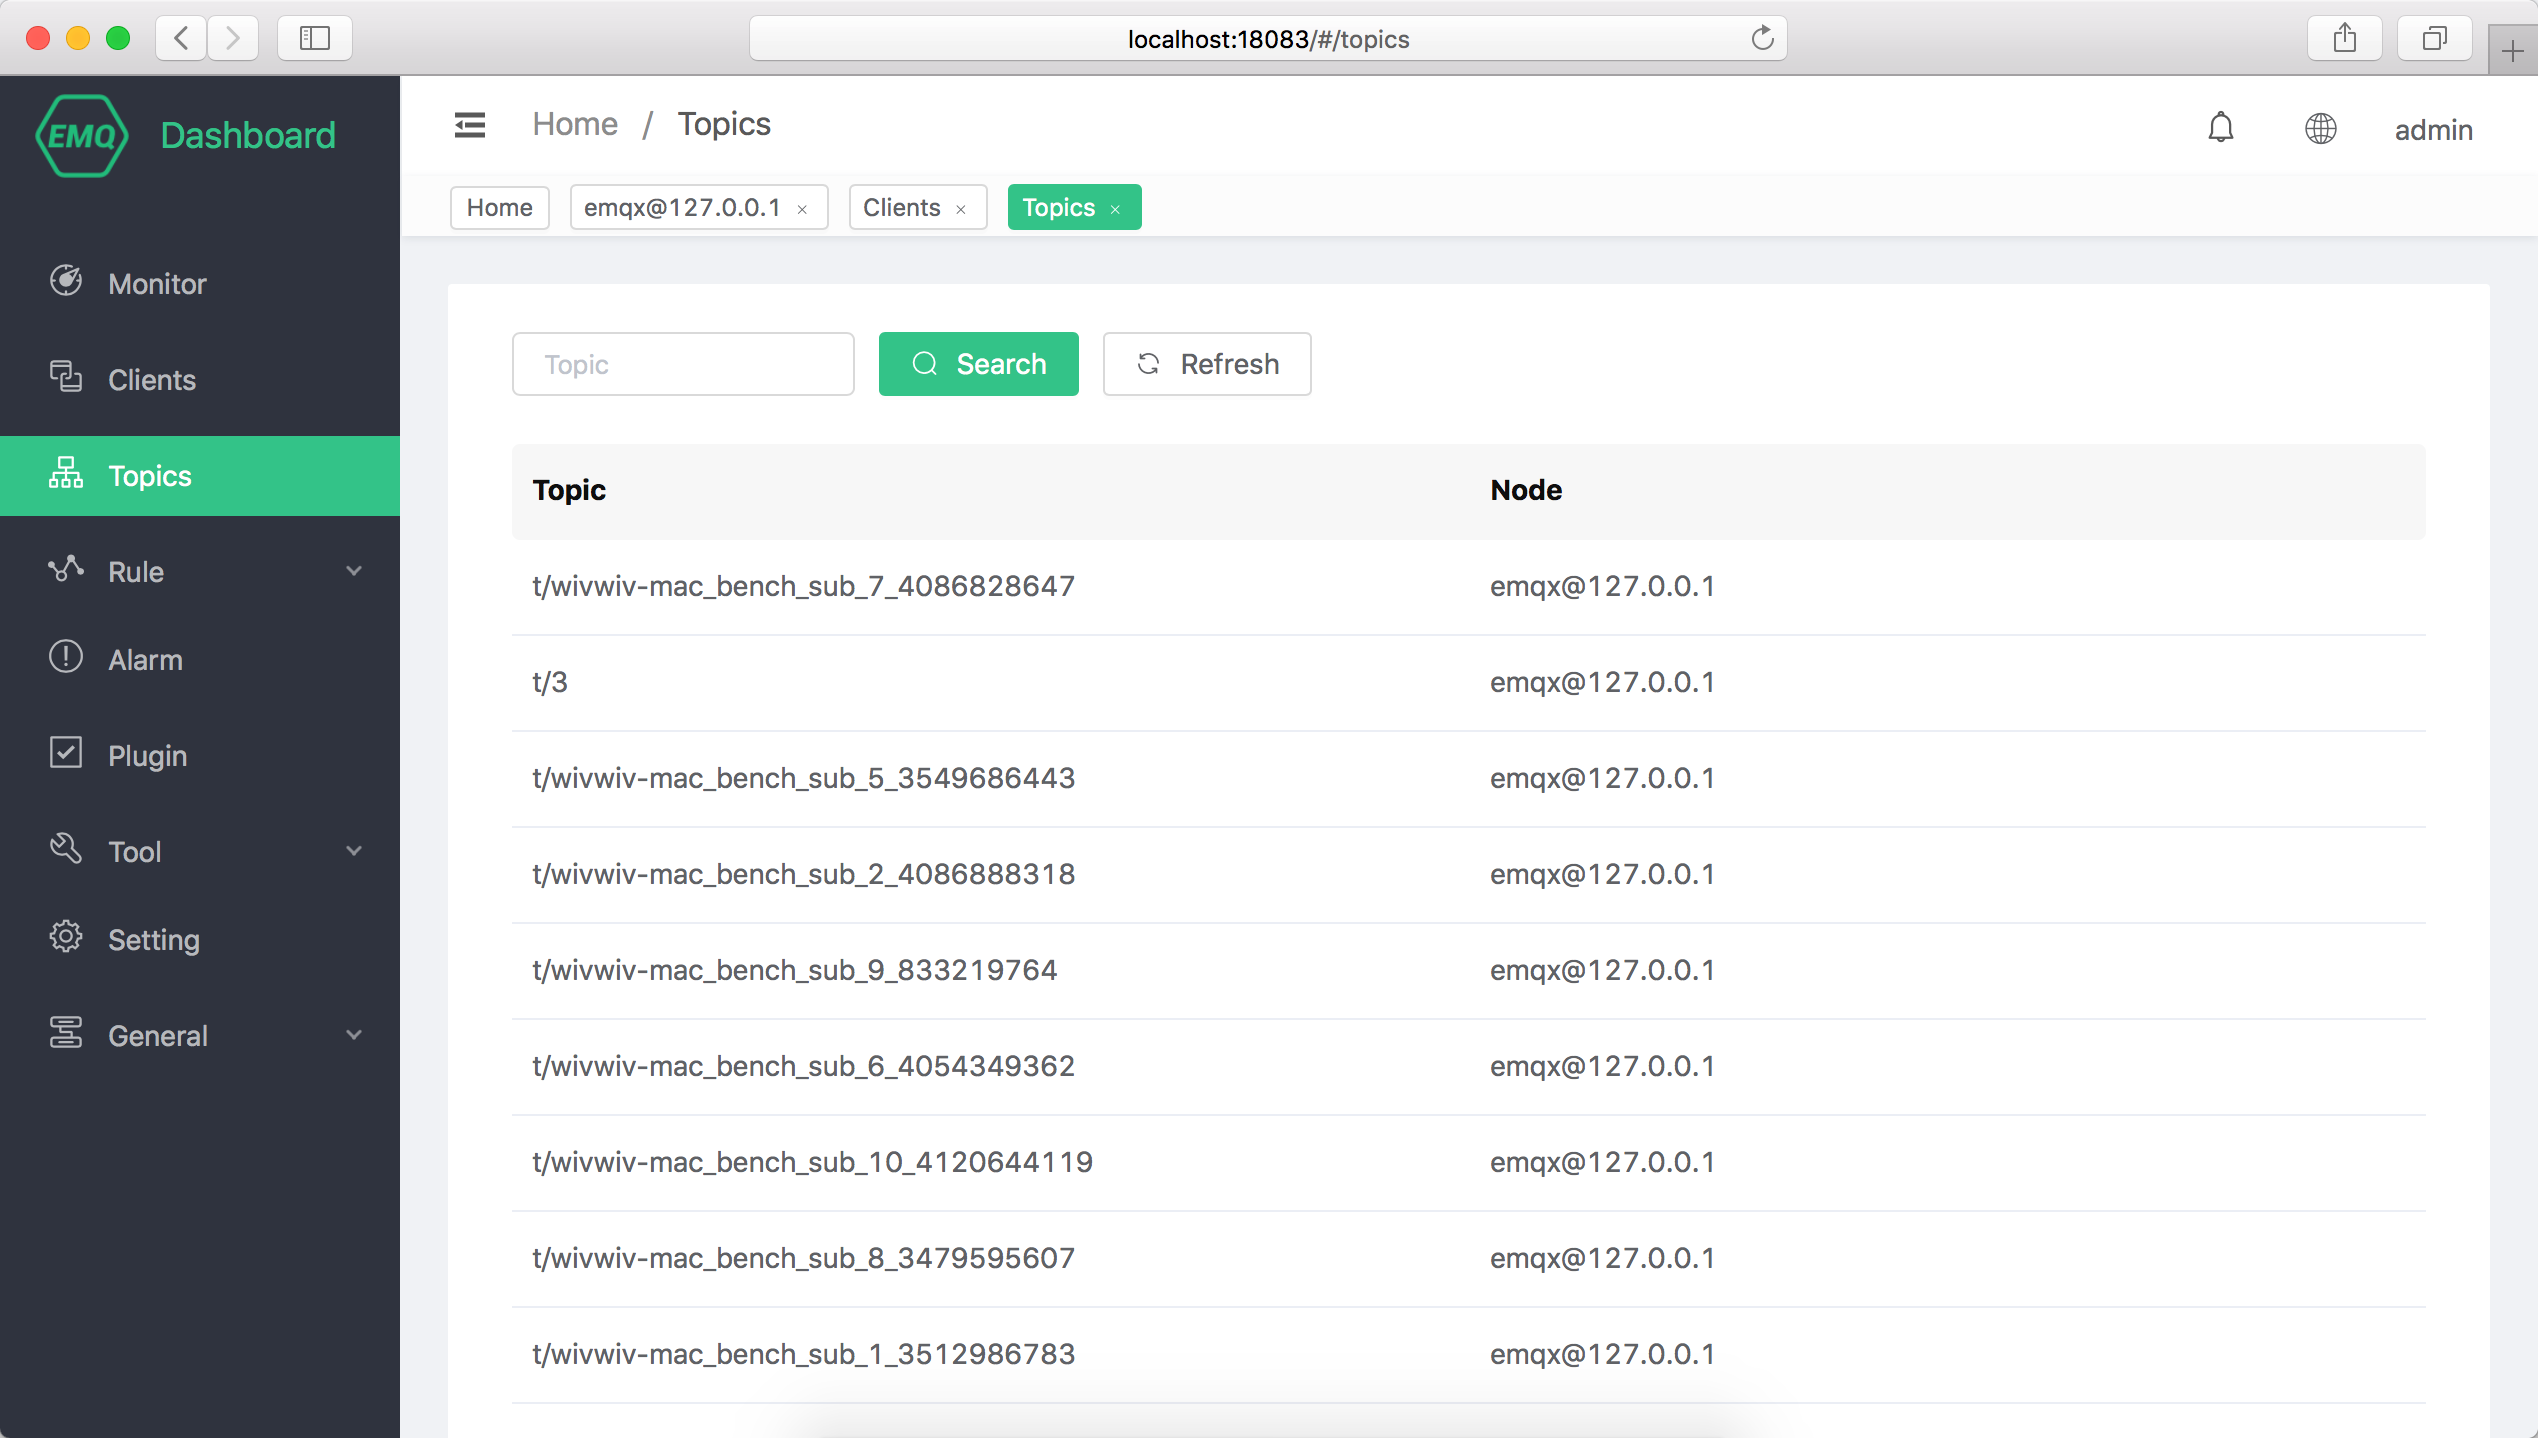 localhost:18083/#/topics
EMQ Dashboard
Home / Topics
admin
Home
emqx@127.0.0.1 ×
Clients ×
Topics ×
Monitor
Clients
Topics
Rule
Alarm
Plugin
Tool
Setting
General
Topic
Search
Refresh
Topic Node
t/wivwiv-mac_bench_sub_7_4086828647 emqx@127.0.0.1
t/3 emqx@127.0.0.1
t/wivwiv-mac_bench_sub_5_3549686443 emqx@127.0.0.1
t/wivwiv-mac_bench_sub_2_4086888318 emqx@127.0.0.1
t/wivwiv-mac_bench_sub_9_833219764 emqx@127.0.0.1
t/wivwiv-mac_bench_sub_6_4054349362 emqx@127.0.0.1
t/wivwiv-mac_bench_sub_10_4120644119 emqx@127.0.0.1
t/wivwiv-mac_bench_sub_8_3479595607 emqx@127.0.0.1
t/wivwiv-mac_bench_sub_1_3512986783 emqx@127.0.0.1